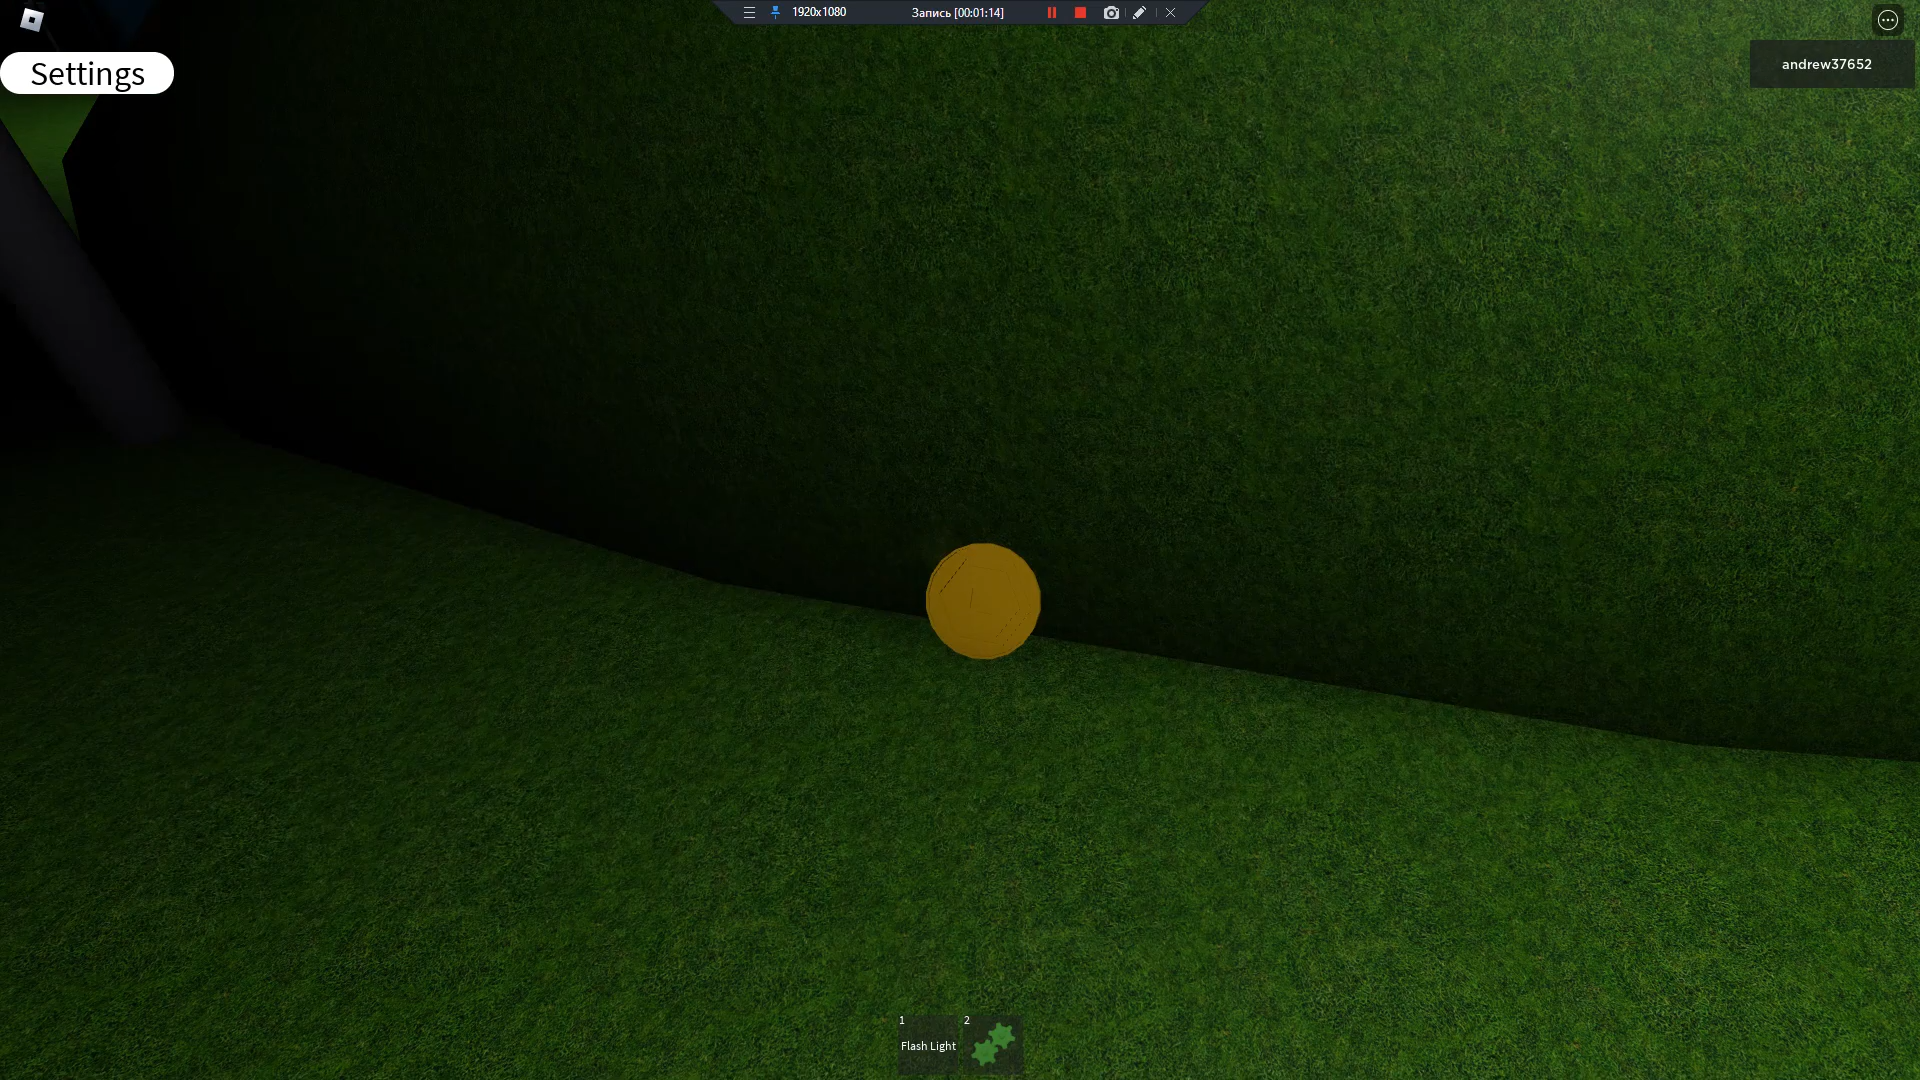 1920x1080
Запись [00:01:14]
Settings
andrew37652
1
2
Flash Light